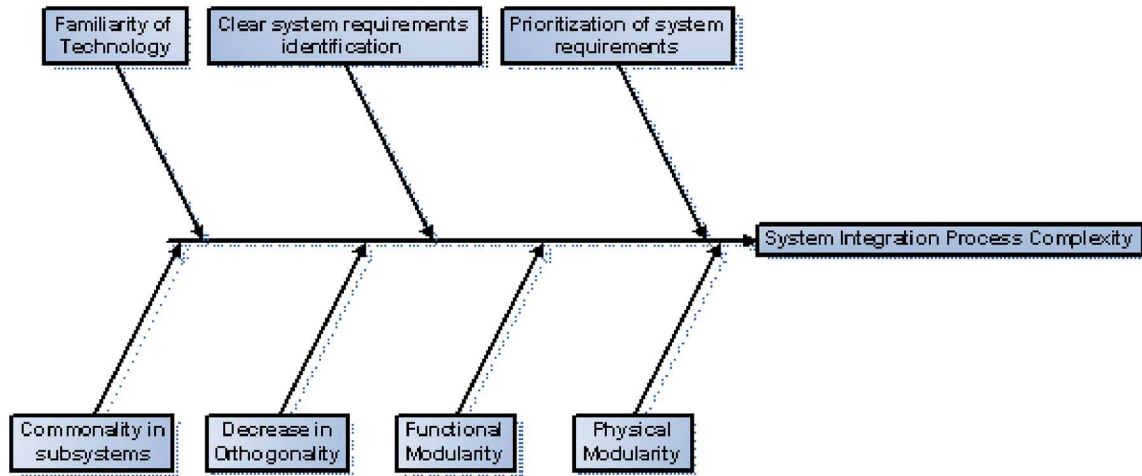 Familiarity of
Technology
Clear system requirements
identification
Prioritization of system
requirements
System Integration Process Complexity
Commonality in
subsystems
Decrease in
Orthogonality
Functional
Modularity
Physical
Modularity